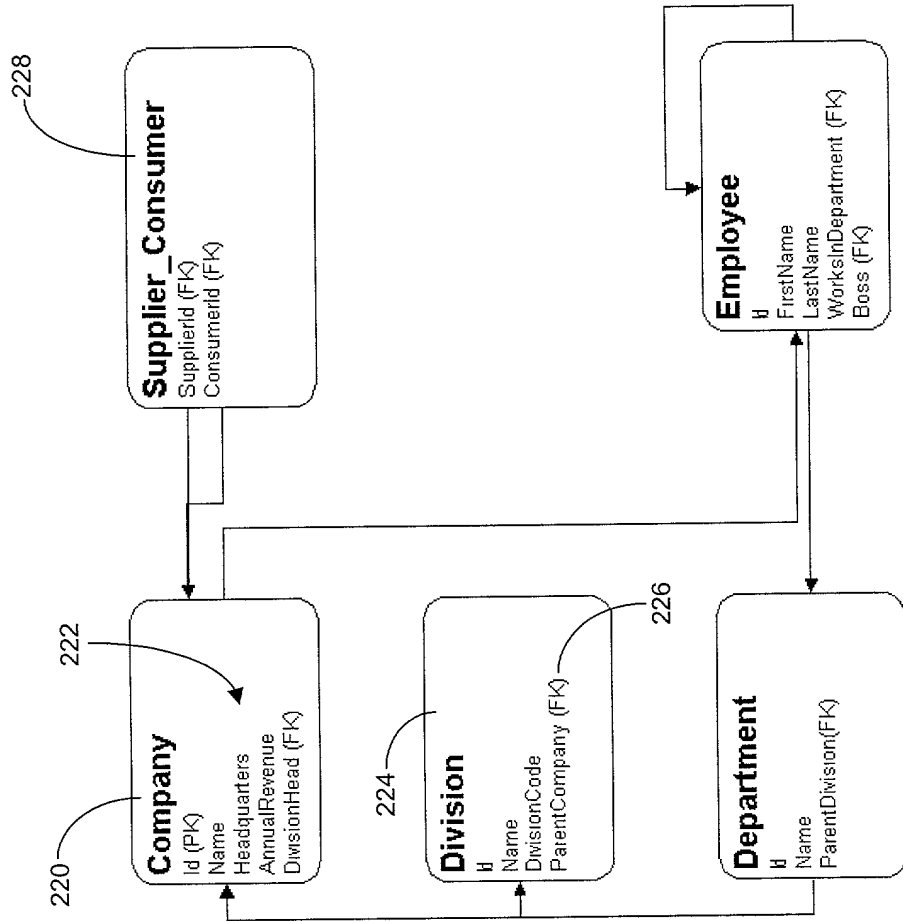 228
Supplier_Consumer
SupplierId (FK)
ConsumerId (FK)
Employee
Id
FirstName
LastName
WorksInDepartment (FK)
Boss (FK)
220
222
Company
Id (PK)
Name
Headquarters
AnnualRevenue
DivisionHead (FK)
224
226
Division
Id
Name
DivisionCode
ParentCompany (FK)
Department
Id
Name
ParentDivision(FK)